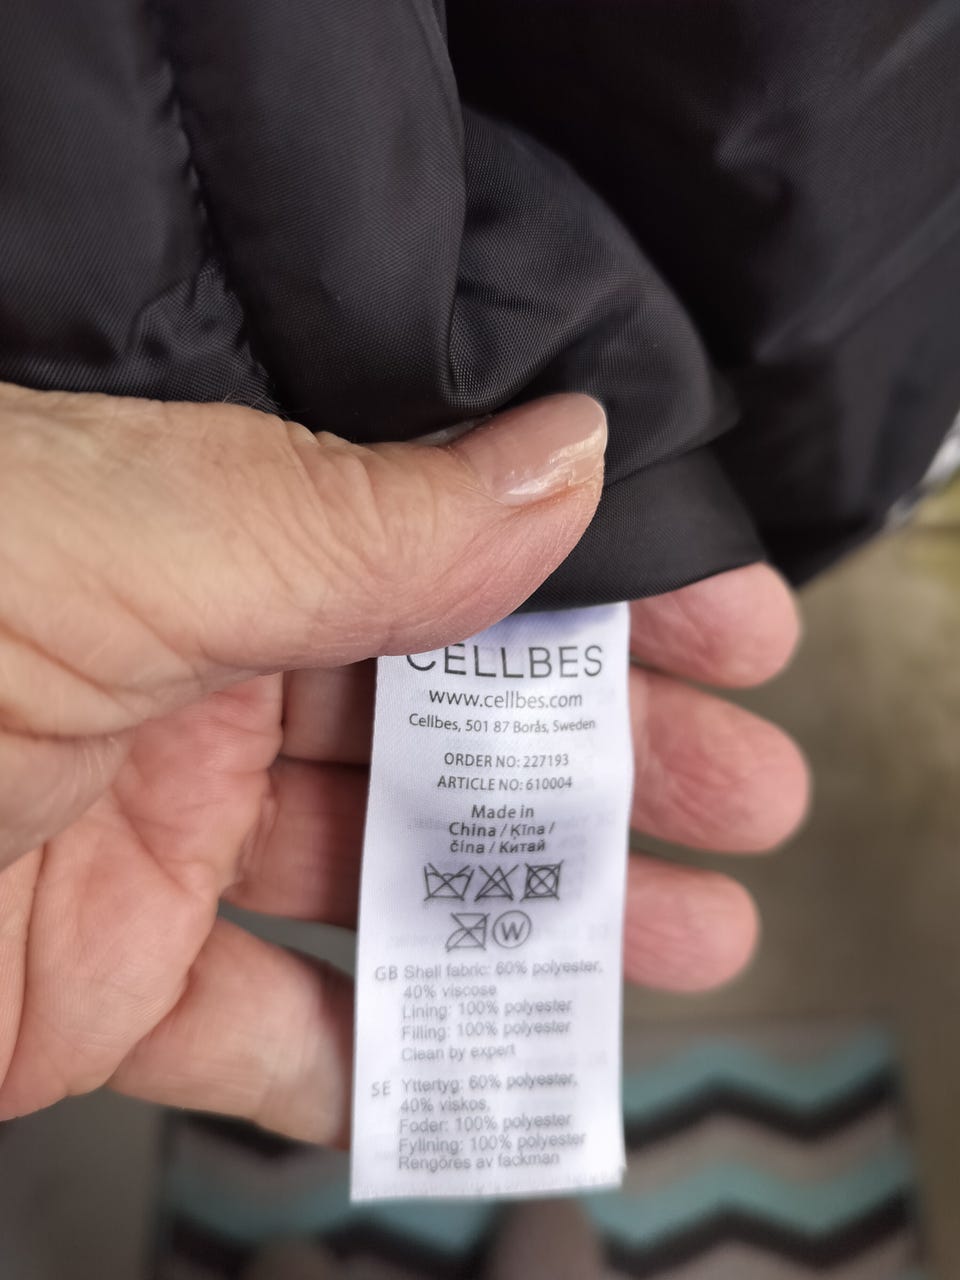 CELLBES
www.cellbes.com
Cellbes, 501 87 Borås, Sweden
ORDER NO: 227193
ARTICLE NO: 610004
Made in
China / Ķīna /
čína / Китай
W
GB Shell fabric: 60% polyester,
40% viscose
Lining: 100% polyester
Filling: 100% polyester
Clean by expert
SE Yttertyg: 60% polyester,
40% viskos,
Foder: 100% polyester
Fyllning: 100% polyester
Rengöres av fackman